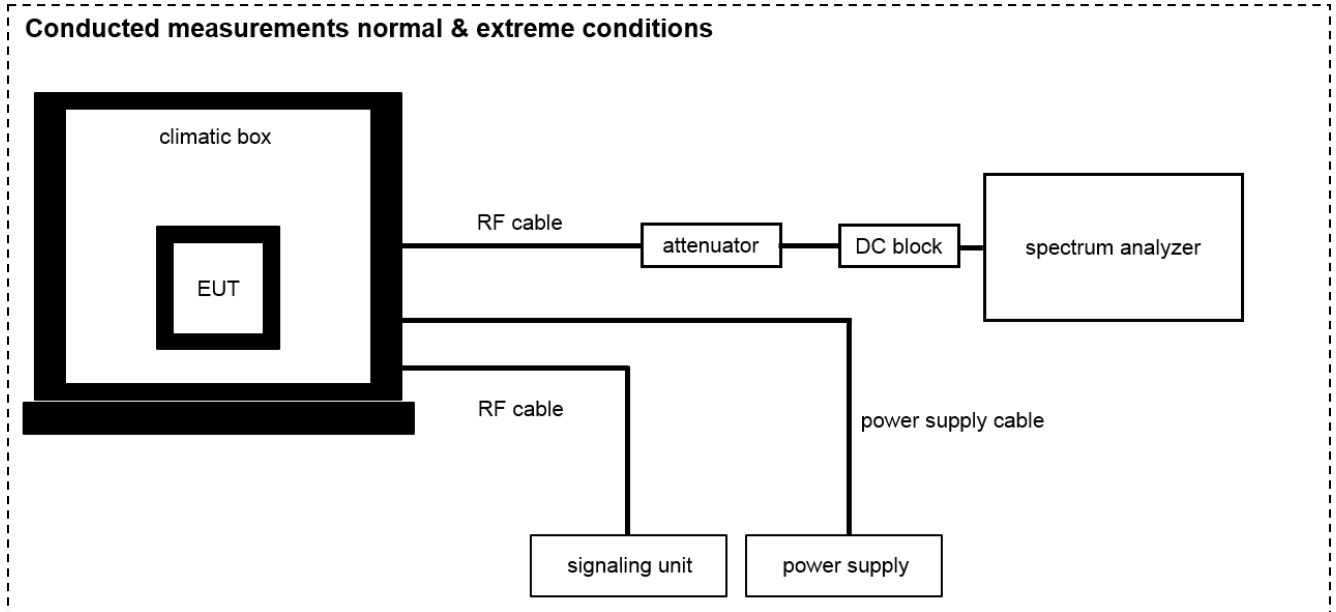 Conducted measurements normal & extreme conditions
climatic box
RF cable
attenuator
DC block
spectrum analyzer
EUT
RF cable
power supply cable
signaling unit
power supply